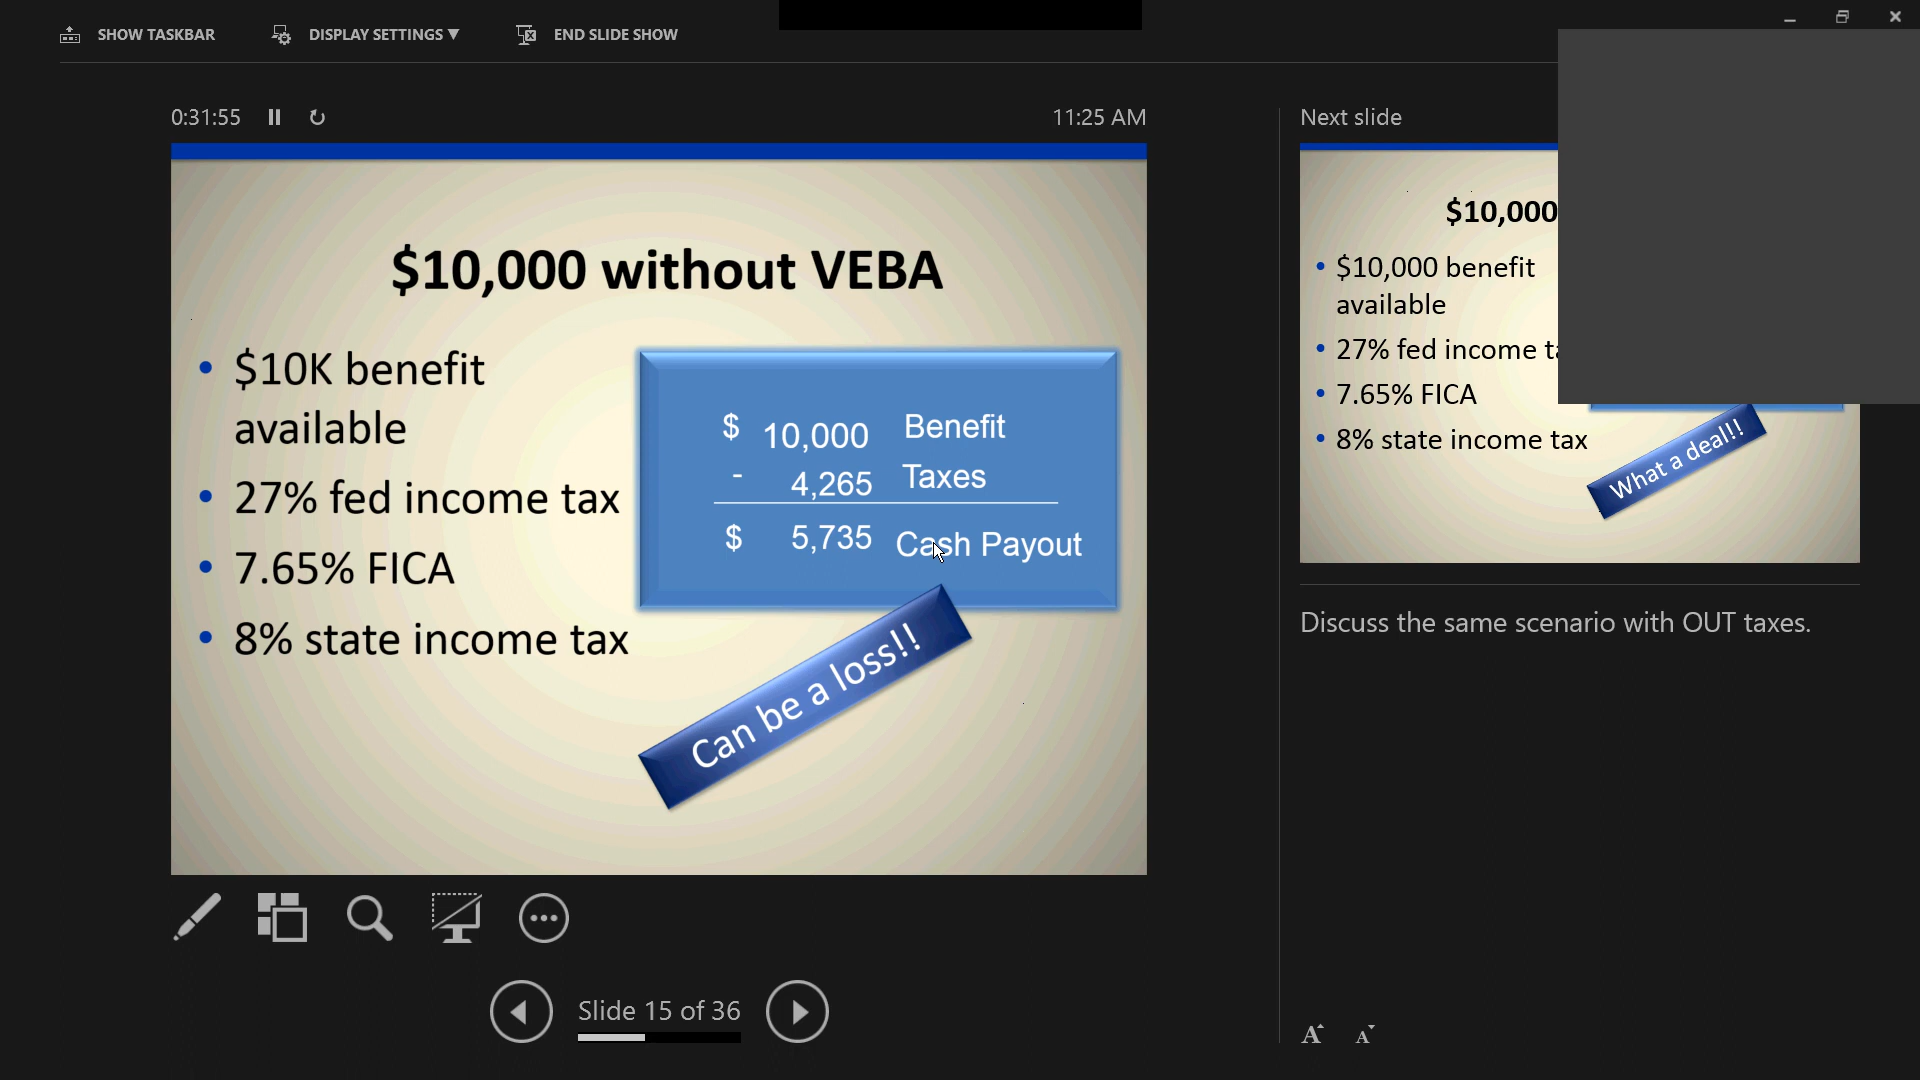 SHOW TASKBAR
DISPLAY SETTINGS ▼
END SLIDE SHOW
0:31:55
11:25 AM
$10,000 without VEBA
• $10K benefit
available
• 27% fed income tax
• 7.65% FICA
• 8% state income tax
$ 10,000 Benefit
- 4,265 Taxes
$ 5,735 Cash Payout
Can be a loss!!
Slide 15 of 36
Next slide
$10,000
• $10,000 benefit
available
• 27% fed income
• 7.65% FICA
• 8% state income tax
What a deal!!
Discuss the same scenario with OUT taxes.
A A